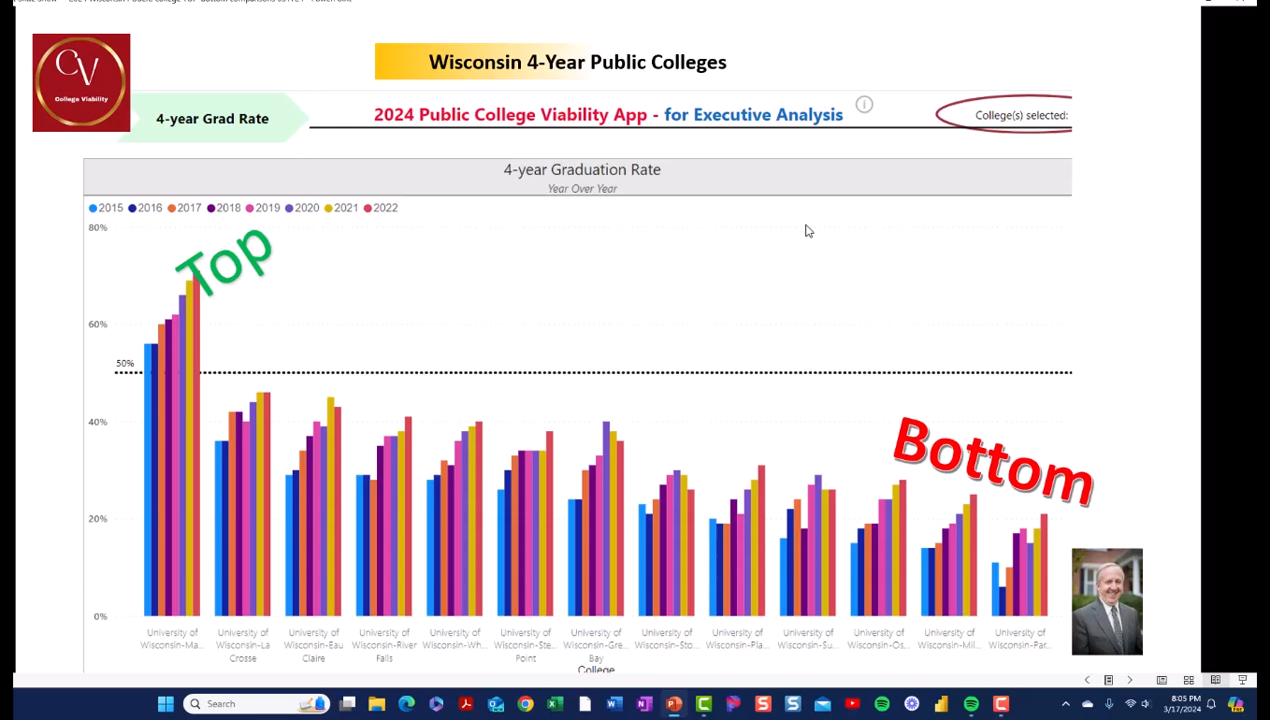 Wisconsin 4-Year Public Colleges
CV
College Viability
4-year Grad Rate
2024 Public College Viability App - for Executive Analysis
i
College(s) selected:
4-year Graduation Rate
Year Over Year
2015 2016 2017 2018 2019 2020 2021 2022
80%
Top
60%
50%
40%
Bottom
20%
0%
University of Wisconsin-Ma...
University of Wisconsin-La Crosse
University of Wisconsin-Eau Claire
University of Wisconsin-River Falls
University of Wisconsin-Wh...
University of Wisconsin-Ste... Point
University of Wisconsin-Gre... Bay
University of Wisconsin-Sto...
University of Wisconsin-Pla...
University of Wisconsin-Su...
University of Wisconsin-Os...
University of Wisconsin-Mil...
University of Wisconsin-Par...
College
Search
8:05 PM
3/17/2024